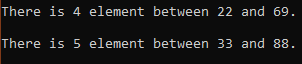 There is 4 element between 22 and 69.
There is 5 element between 33 and 88.